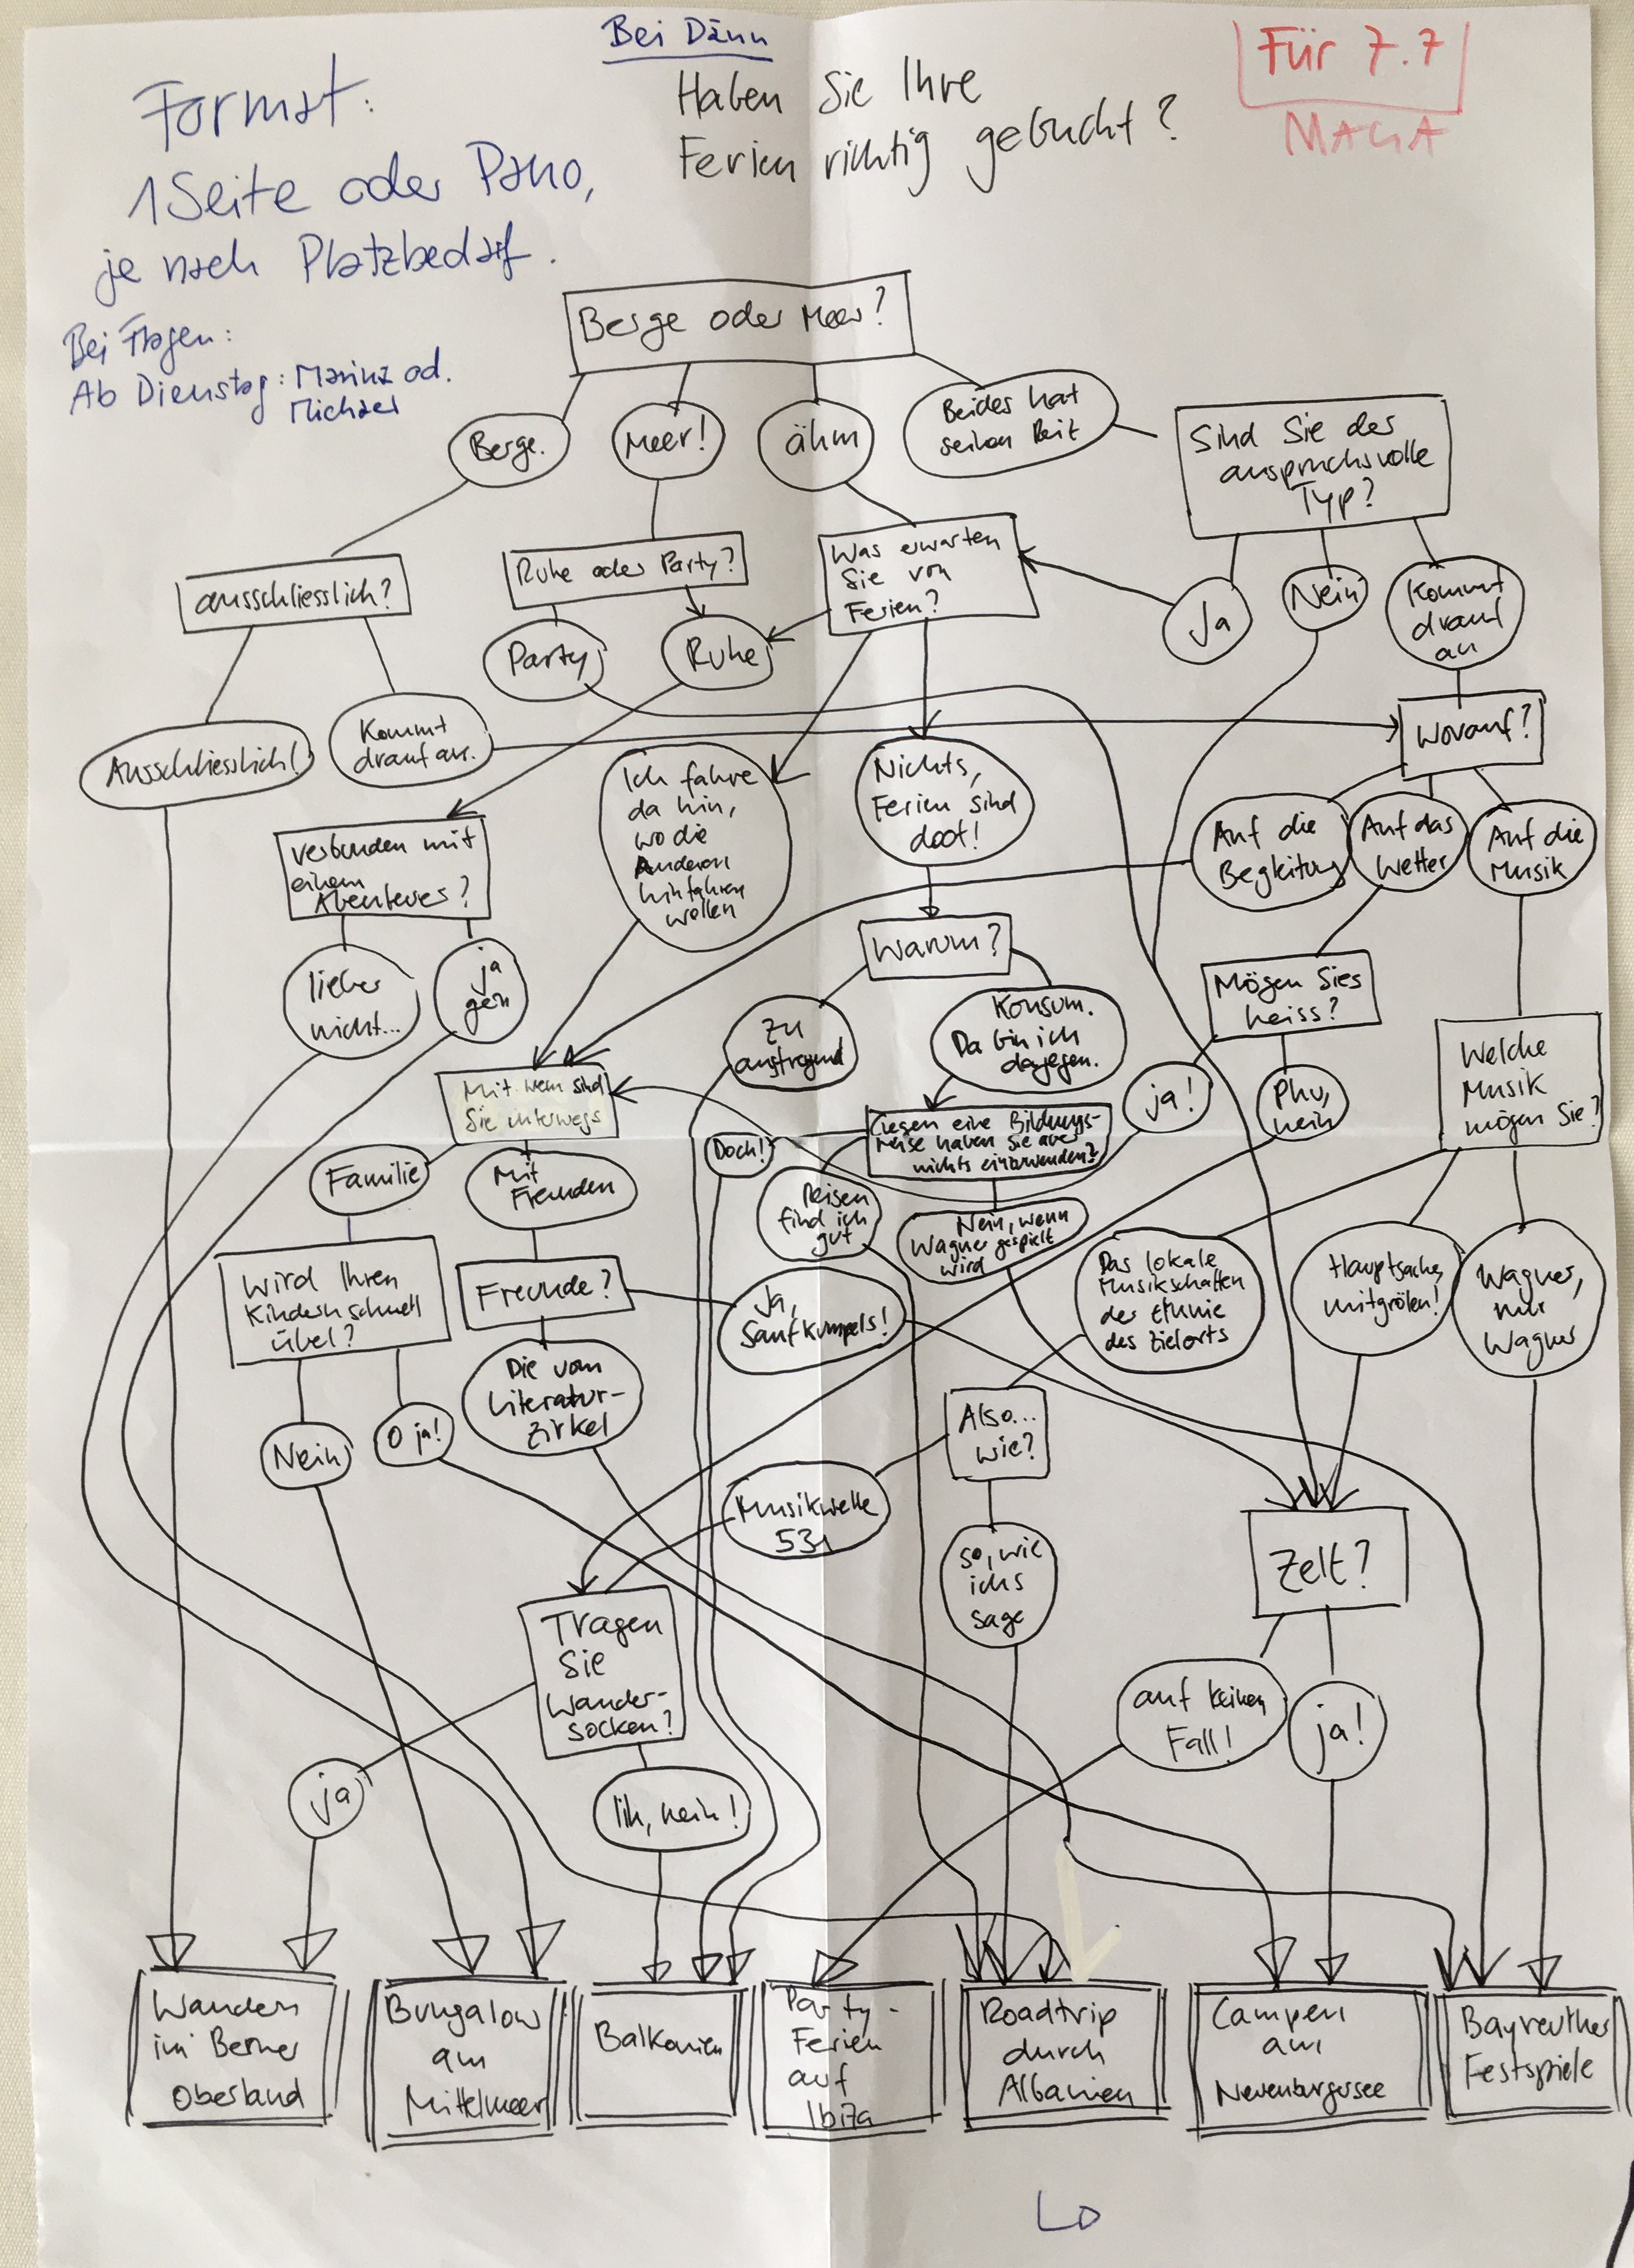 Bei Dänu
Für 7.7
MAGA
Format:
1 Seite oder Pano,
je nach Platzbedarf.
Haben Sie Ihre
Ferien richtig gebucht?
Bei Fragen:
Ab Dienstag: Marina od.
Michael
Berge oder Meer?
Berge.
Meer!
ähm
Beides hat
seinen Reiz
Sind Sie der
anspruchsvolle
Typ?
ausschliesslich?
Ruhe oder Party?
Was erwarten
Sie von
Ferien?
Ja
Nein
Kommt
drauf
an
Party
Ruhe
Ausschliesslich!
Kommt
drauf an.
Worauf?
Ich fahre
da hin,
wo die
Anderen
hinfahren
wollen
Nichts,
Ferien sind
doof!
Auf die
Begleitung
Auf das
Wetter
Auf die
Musik
Verbunden mit
einem
Abenteuer?
Warum?
lieber
nicht...
ja
gern
Zu
anstrengend
Konsum.
Da bin ich
dagegen.
Mögen Sies
heiss?
Welche
Musik
mögen Sie?
Mit wem sind
Sie unterwegs
ja!
Phu,
nein
Doch!
Gegen eine Bildungs-
reise haben Sie aber
nichts einzuwenden?
Familie
Mit
Freunden
Reisen
find ich
gut
Nein, wenn
Wagner gespielt
wird
Das lokale
Musikschaffen
der Ethnie
des Zielorts
Hauptsache,
mitgrölen!
Wagner,
nur
Wagner
Wird Ihren
Kindern schnell
übel?
Freunde?
Ja,
Saufkumpels!
Die vom
Literatur-
zirkel
Nein
O ja!
Also...
wie?
Musikwelle
531
so, wie
ichs
sage
Zelt?
Tragen
Sie
Wander-
socken?
auf keinen
Fall!
ja!
ja
Iih, nein!
Wandern
im Berner
Oberland
Bungalow
am
Mittelmeer
Balkonien
Party-
Ferien
auf
Ibiza
Roadtrip
durch
Albanien
Campen
am
Neuenburgersee
Bayreuther
Festspiele